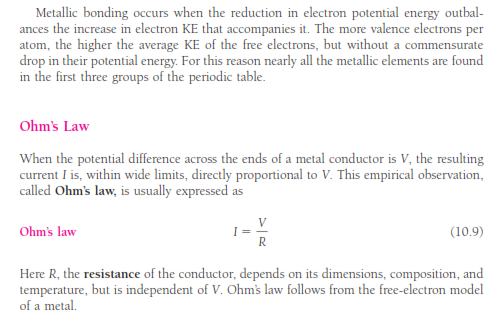 Metallic bonding occurs when the reduction in electron potential energy outbal-
ances the increase in electron KE that accompanies it. The more valence electrons per
atom, the higher the average KE of the free electrons, but without a commensurate
drop in their potential energy. For this reason nearly all the metallic elements are found
in the first three groups of the periodic table.
Ohm's Law
When the potential difference across the ends of a metal conductor is V, the resulting
current I is, within wide limits, directly proportional to V. This empirical observation,
called Ohm's law, is usually expressed as
Ohm's law I = V/R (10.9)
Here R, the resistance of the conductor, depends on its dimensions, composition, and
temperature, but is independent of V. Ohm's law follows from the free-electron model
of a metal.